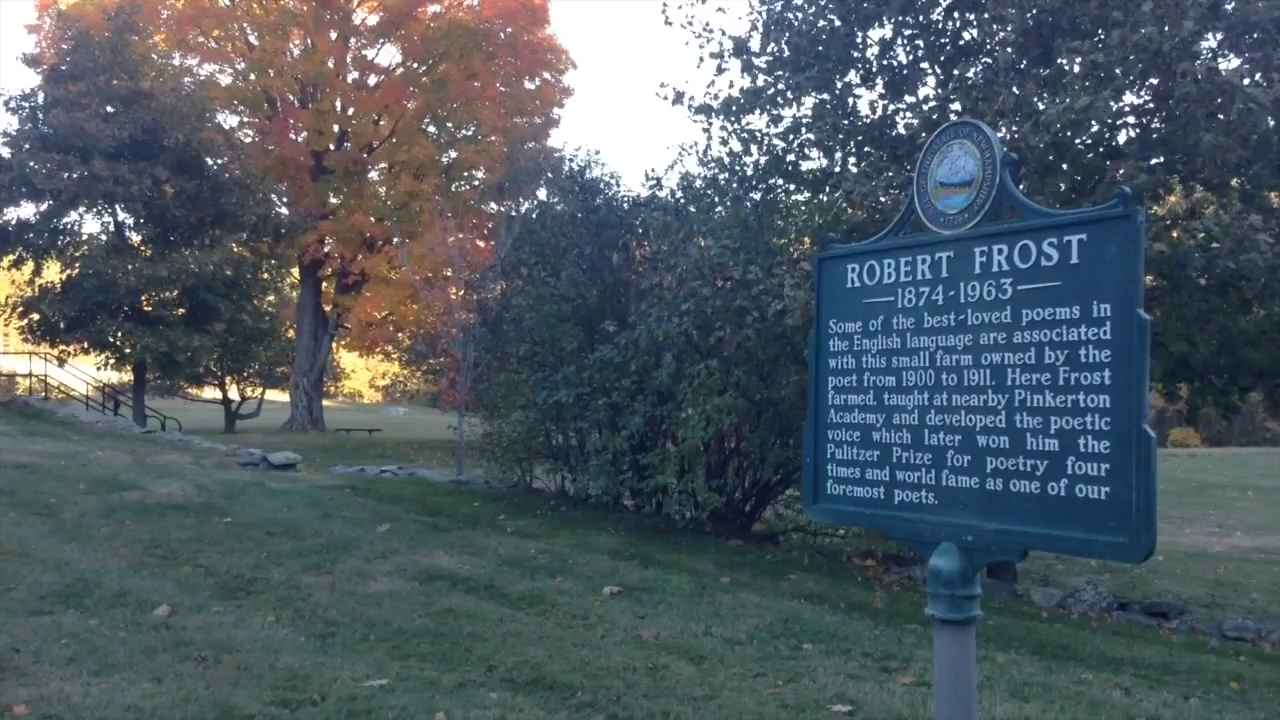 ROBERT FROST
1874-1963
Some of the best-loved poems in
the English language are associated
with this small farm owned by the
poet from 1900 to 1911. Here Frost
farmed, taught at nearby Pinkerton
Academy and developed the poetic
voice which later won him the
Pulitzer Prize for poetry four
times and world fame as one of our
foremost poets.